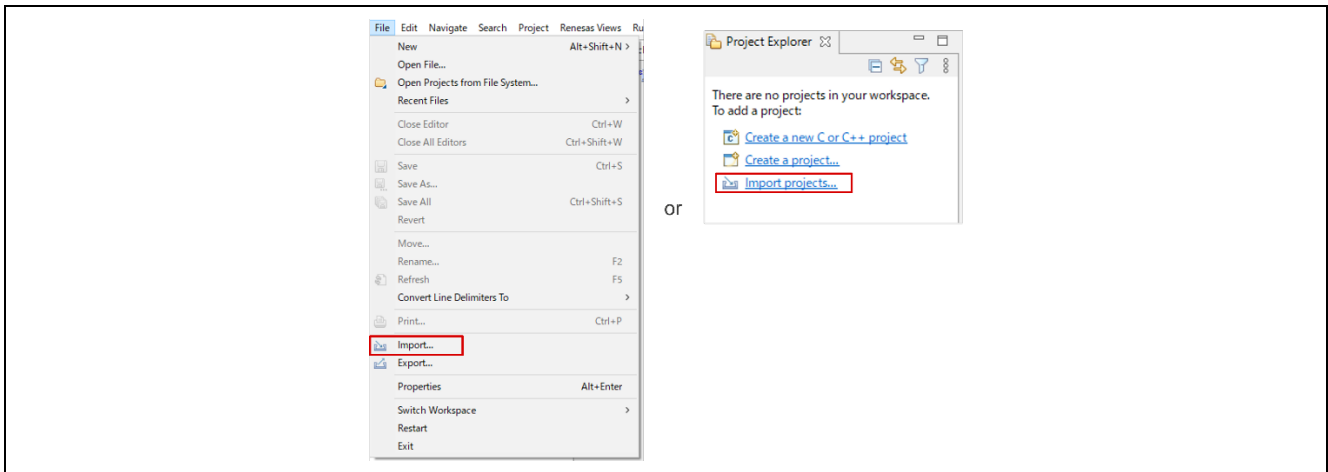 File Edit Navigate Search Project Renesas Views Ru
New Alt+Shift+N >
Open File...
Open Projects from File System...
Recent Files >
Close Editor Ctrl+W
Close All Editors Ctrl+Shift+W
Save Ctrl+S
Save As...
Save All Ctrl+Shift+S
Revert
Move...
Rename... F2
Refresh F5
Convert Line Delimiters To >
Print... Ctrl+P
Import...
Export...
Properties Alt+Enter
Switch Workspace >
Restart
Exit
or
Project Explorer
There are no projects in your workspace.
To add a project:
Create a new C or C++ project
Create a project...
Import projects...